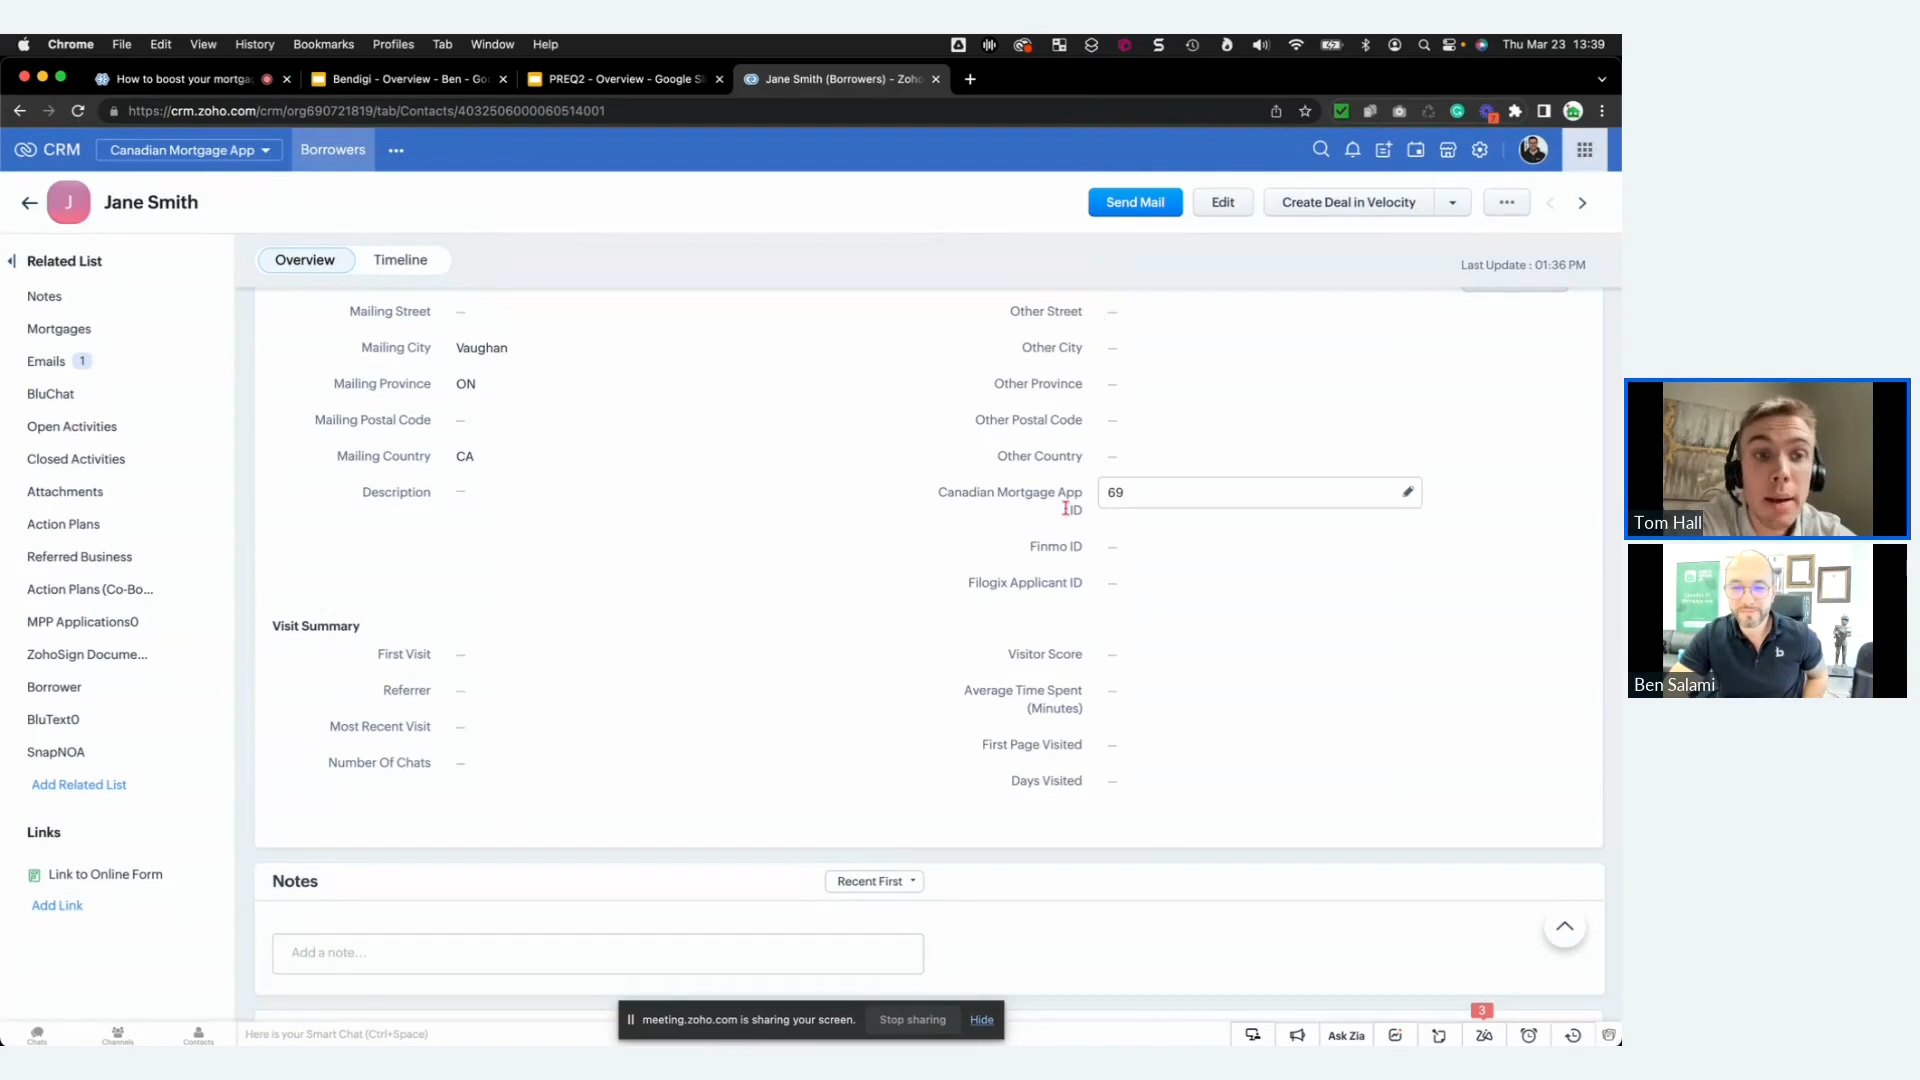 Chrome File Edit View History Bookmarks Profiles Tab Window Help Thu Mar 23 13:39
How to boost your mortga
Bendigi - Overview - Ben - Go
PREQ2 - Overview - Google Sl
Jane Smith (Borrowers) - Zoho
https://crm.zoho.com/crm/org690721819/tab/Contacts/4032506000060514001
7
CRM Canadian Mortgage App Borrowers
J Jane Smith
Send Mail Edit Create Deal in Velocity
Related List
Notes
Mortgages
Emails 1
BluChat
Open Activities
Closed Activities
Attachments
Action Plans
Referred Business
Action Plans (Co-Bo...
MPP Applications0
ZohoSign Docume...
Borrower
BluText0
SnapNOA
Add Related List
Links
Link to Online Form
Add Link
Overview Timeline
Last Update : 01:36 PM
Mailing Street — Other Street —
Mailing City Vaughan Other City —
Mailing Province ON Other Province —
Mailing Postal Code — Other Postal Code —
Mailing Country CA Other Country —
Description — Canadian Mortgage App 69
ID
Finmo ID —
Filogix Applicant ID —
Visit Summary
First Visit — Visitor Score —
Referrer — Average Time Spent —
(Minutes)
Most Recent Visit —
First Page Visited —
Number Of Chats —
Days Visited —
Notes Recent First
Add a note...
meeting.zoho.com is sharing your screen. Stop sharing Hide
3
Chats Channels Contacts Here is your Smart Chat (Ctrl+Space) Ask Zia
Tom Hall
b
Ben Salami